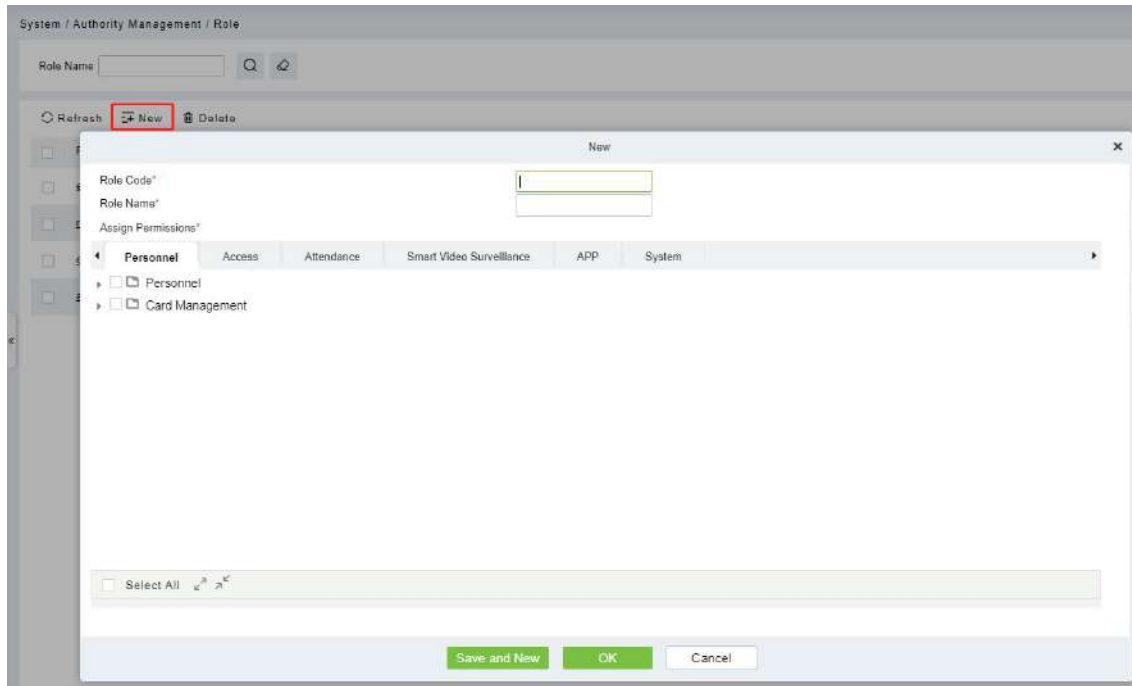 System / Authority Management / Role
Role Name
Refresh New Delete
New
Role Code*
Role Name*
Assign Permissions*
Personnel Access Attendance Smart Video Surveillance APP System
Personnel
Card Management
Select All
Save and New OK Cancel